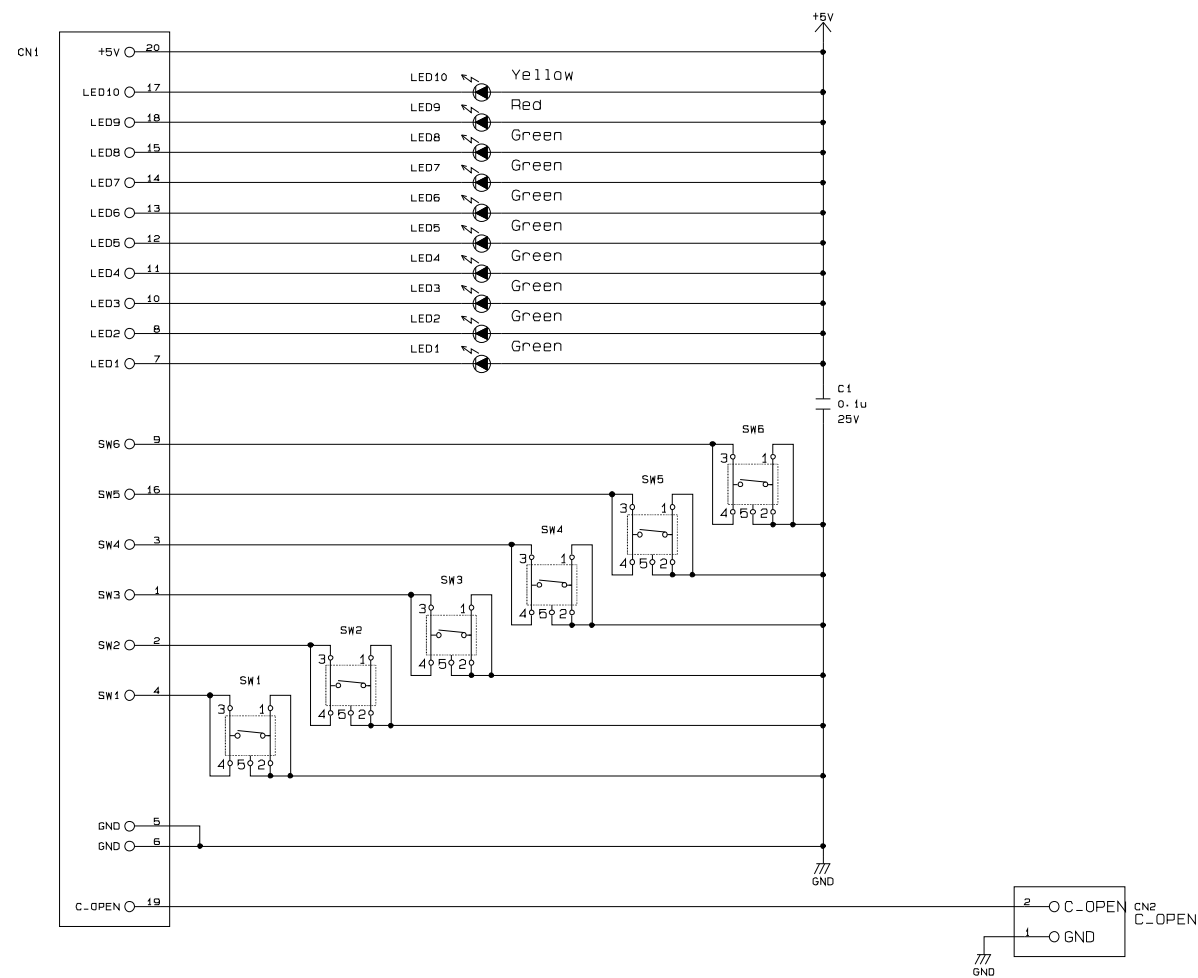 +5V
CN1 +5V 20
LED10 Yellow
LED10 17
LED9 Red
LED9 18
LED8 Green
LED8 15
LED7 Green
LED7 14
LED6 Green
LED6 13
LED5 Green
LED5 12
LED4 Green
LED4 11
LED3 Green
LED3 10
LED2 Green
LED2 8
LED1 Green
LED1 7
C1
0.1u
25V
SW6
SW6 9
3 1
SW5
SW5 16
3 1
4 5 2
SW4
SW4 3
3 1
4 5 2
SW3
SW3 1
3 1
4 5 2
SW2
SW2 2
3 1
4 5 2
SW1
SW1 4
3 1
4 5 2
4 5 2
GND 5
GND 6
GND
C_OPEN 19
2 C_OPEN CN2
C_OPEN
1 GND
GND